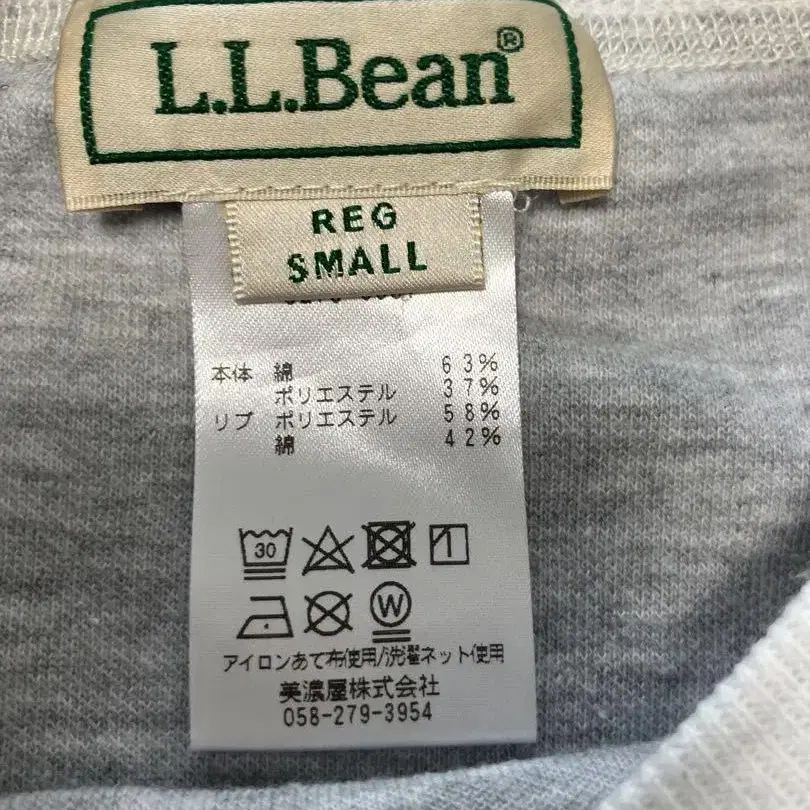 L.L.Bean®
REG
SMALL
本体 綿 63%
ポリエステル 37%
リブ ポリエステル 58%
綿 42%
30
W
アイロンあて布使用/洗濯ネット使用
美濃屋株式会社
058-279-3954